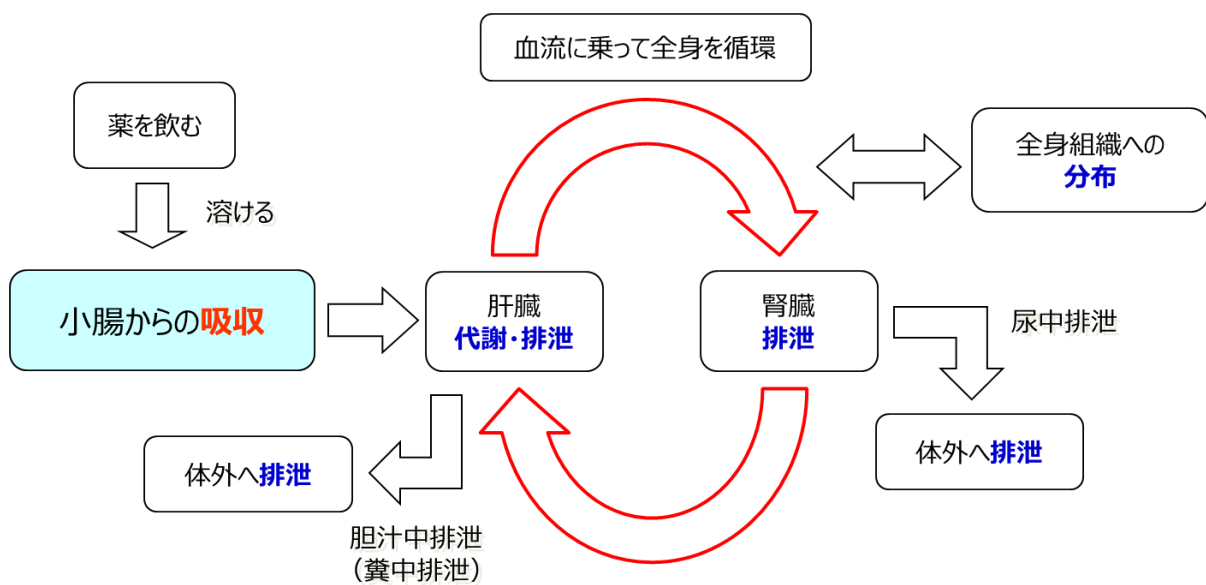 血流に乗って全身を循環
薬を飲む
溶ける
全身組織への
分布
小腸からの吸収
肝臓
代謝・排泄
腎臓
排泄
尿中排泄
体外へ排泄
体外へ排泄
胆汁中排泄
（糞中排泄）